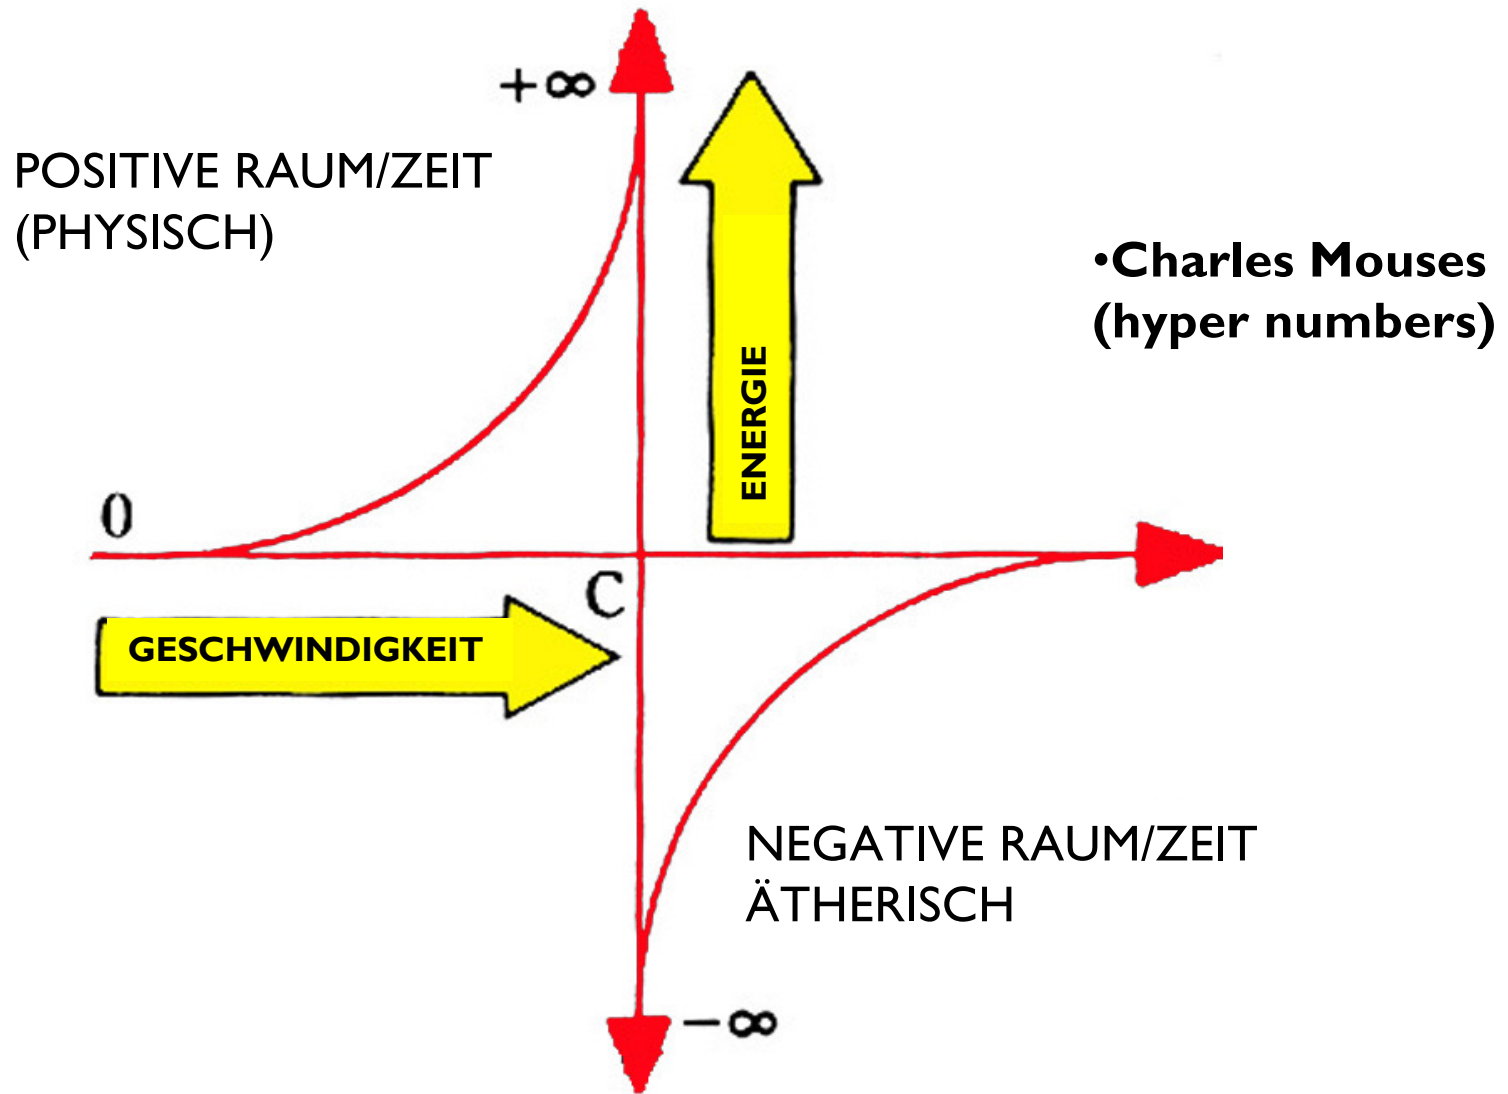 +∞
POSITIVE RAUM/ZEIT
(PHYSISCH)
•Charles Mouses
(hyper numbers)
ENERGIE
0
C
GESCHWINDIGKEIT
NEGATIVE RAUM/ZEIT
ÄTHERISCH
−∞